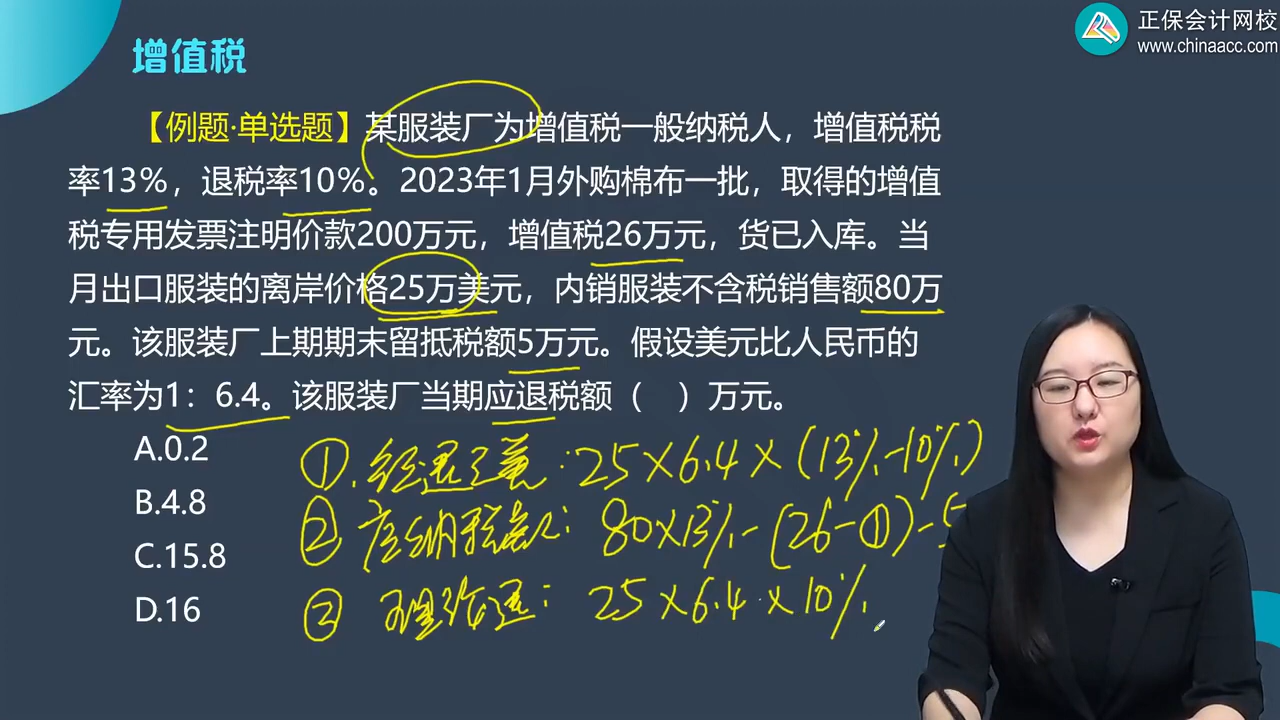 正保会计网校
www.chinaacc.com
增值税
【例题·单选题】某服装厂为增值税一般纳税人，增值税税
率13%，退税率10%。2023年1月外购棉布一批，取得的增值
税专用发票注明价款200万元，增值税26万元，货已入库。当
月出口服装的离岸价格25万美元，内销服装不含税销售额80万
元。该服装厂上期期末留抵税额5万元。假设美元比人民币的
汇率为1：6.4。该服装厂当期应退税额（ ）万元。
A.0.2
B.4.8
C.15.8
D.16
①.征退之差：25×6.4×(13%-10%)
② 应纳税额：80×13%-(26-①)-5
25×6.4×10%